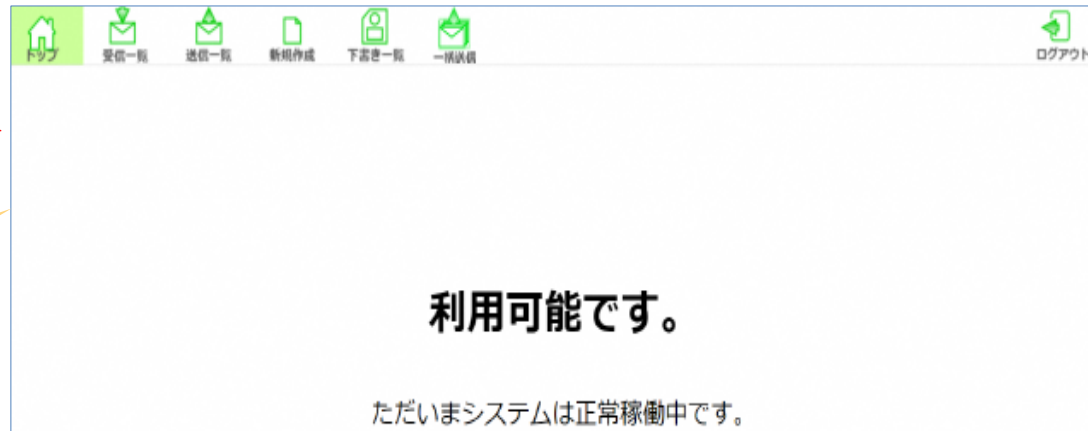 トップ 受信一覧 送信一覧 新規作成 下書き一覧 一括送信 ログアウト
利用可能です。
ただいまシステムは正常稼働中です。